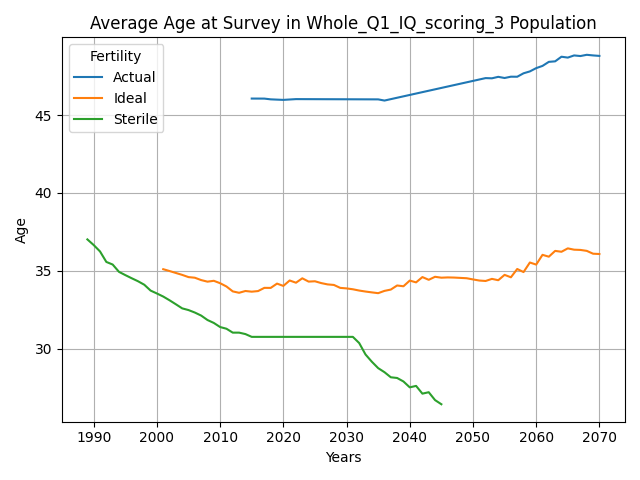 Average Age at Survey in Whole_Q1_IQ_scoring_3 Population
Fertility
Actual
Ideal
Sterile
Age
45
40
35
30
1990 2000 2010 2020 2030 2040 2050 2060 2070
Years